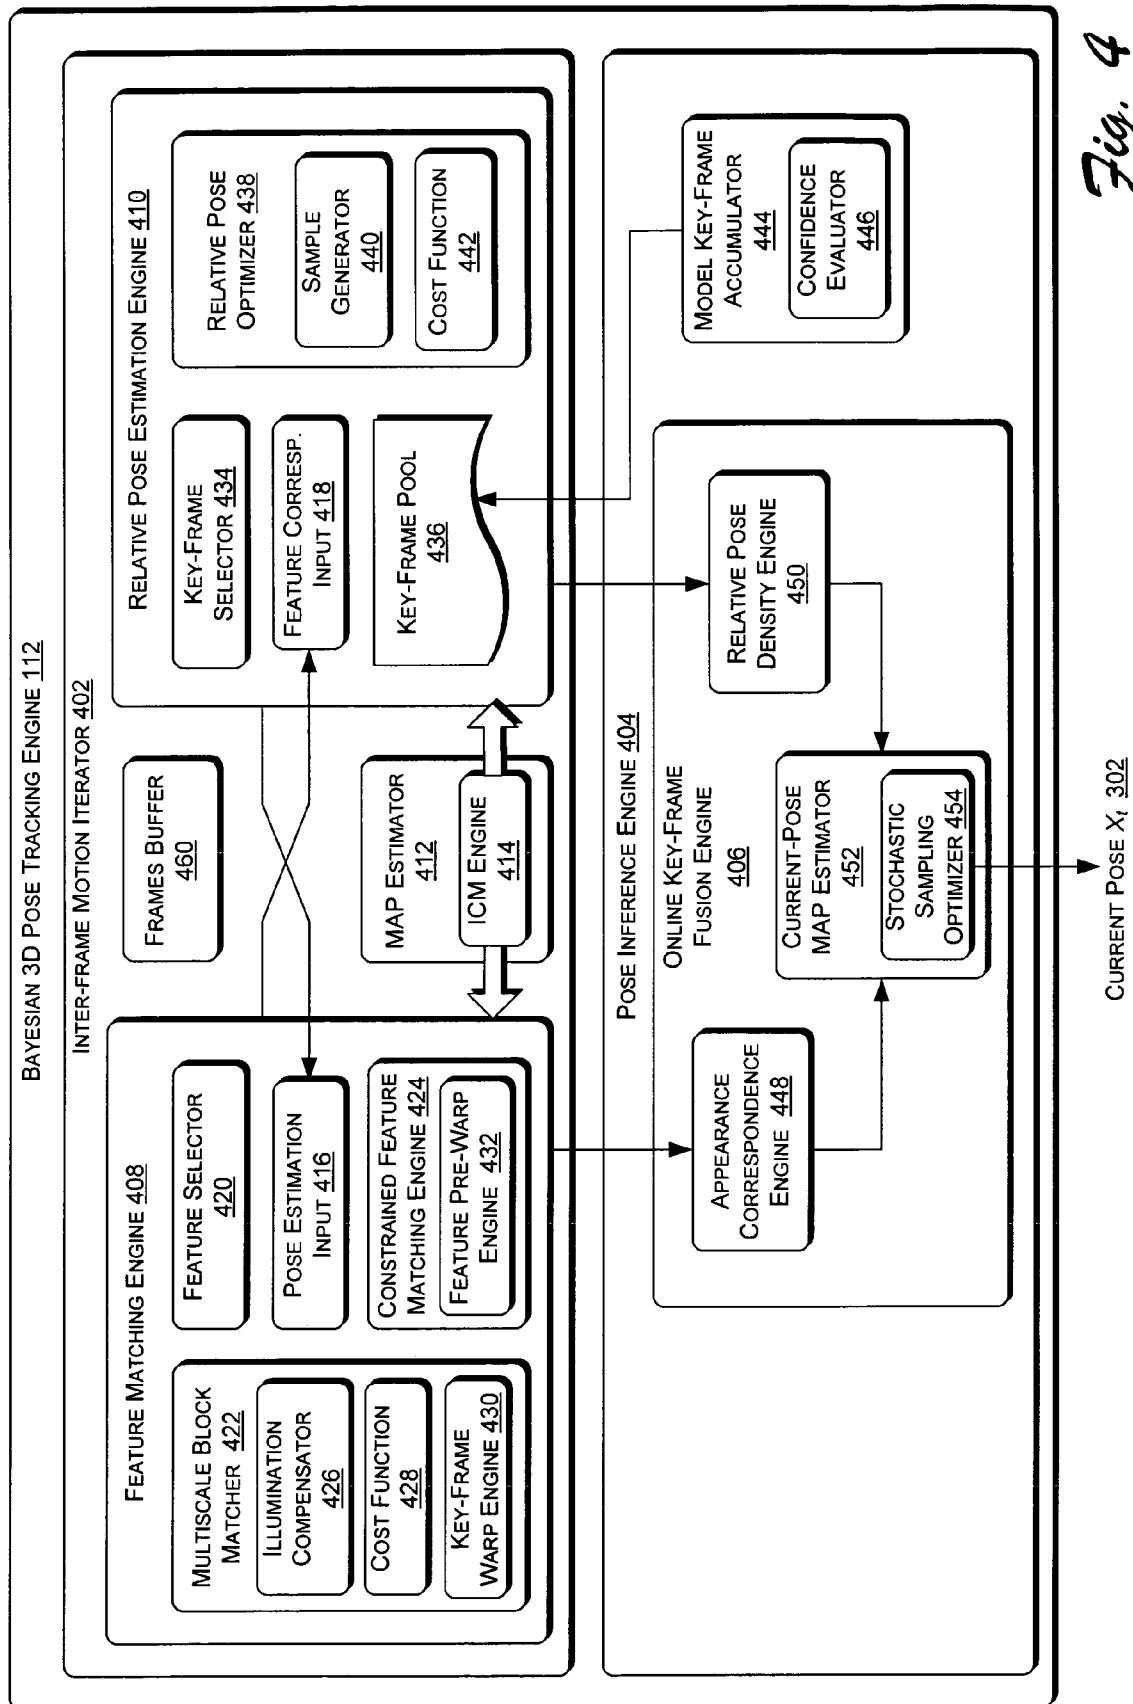 BAYESIAN 3D POSE TRACKING ENGINE 112
INTER-FRAME MOTION ITERATOR 402
FEATURE MATCHING ENGINE 408
MULTISCALE BLOCK
MATCHER 422
ILLUMINATION
COMPENSATOR
426
COST FUNCTION
428
KEY-FRAME
WARP ENGINE 430
FEATURE SELECTOR
420
POSE ESTIMATION
INPUT 416
CONSTRAINED FEATURE
MATCHING ENGINE 424
FEATURE PRE-WARP
ENGINE 432
FRAMES BUFFER
460
MAP ESTIMATOR
412
ICM ENGINE
414
RELATIVE POSE ESTIMATION ENGINE 410
KEY-FRAME
SELECTOR 434
FEATURE CORRESP.
INPUT 418
KEY-FRAME POOL
436
RELATIVE POSE
OPTIMIZER 438
SAMPLE
GENERATOR
440
COST FUNCTION
442
POSE INFERENCE ENGINE 404
ONLINE KEY-FRAME
FUSION ENGINE
406
APPEARANCE
CORRESPONDENCE
ENGINE 448
CURRENT-POSE
MAP ESTIMATOR
452
STOCHASTIC
SAMPLING
OPTIMIZER 454
RELATIVE POSE
DENSITY ENGINE
450
MODEL KEY-FRAME
ACCUMULATOR
444
CONFIDENCE
EVALUATOR
446
CURRENT POSE Xt 302
Fig. 4